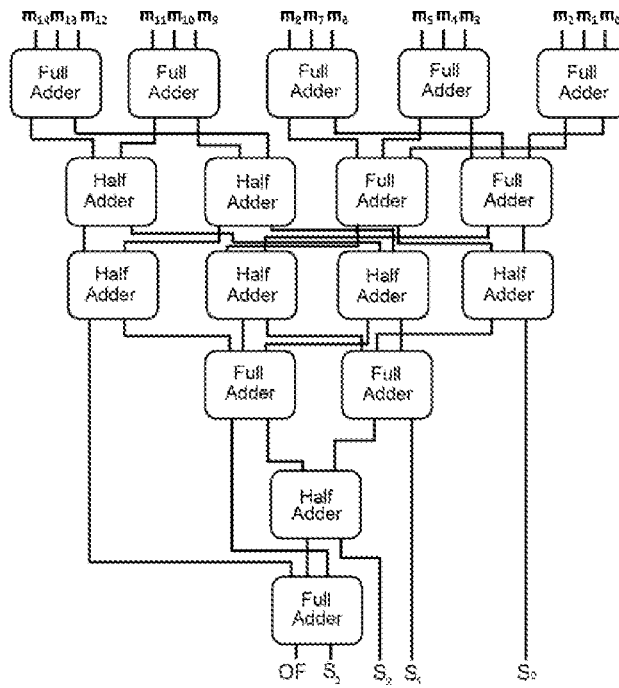 m₁₄ m₁₃ m₁₂ m₁₁ m₁₀ m₉ m₈ m₇ m₆ m₅ m₄ m₃ m₂ m₁ m₀
Full Adder
Full Adder
Full Adder
Full Adder
Full Adder
Half Adder
Half Adder
Full Adder
Full Adder
Half Adder
Half Adder
Half Adder
Half Adder
Full Adder
Full Adder
Half Adder
Full Adder
OF S₃ S₂ S₁ S₀